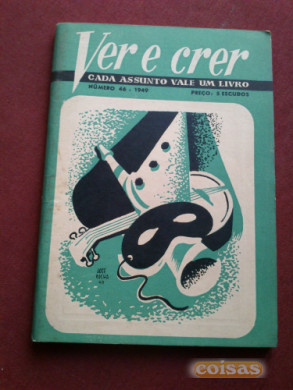 Ver e crer
CADA ASSUNTO VALE UM LIVRO
NÚMERO 46 - 1949 PREÇO: 5 ESCUDOS
coisas